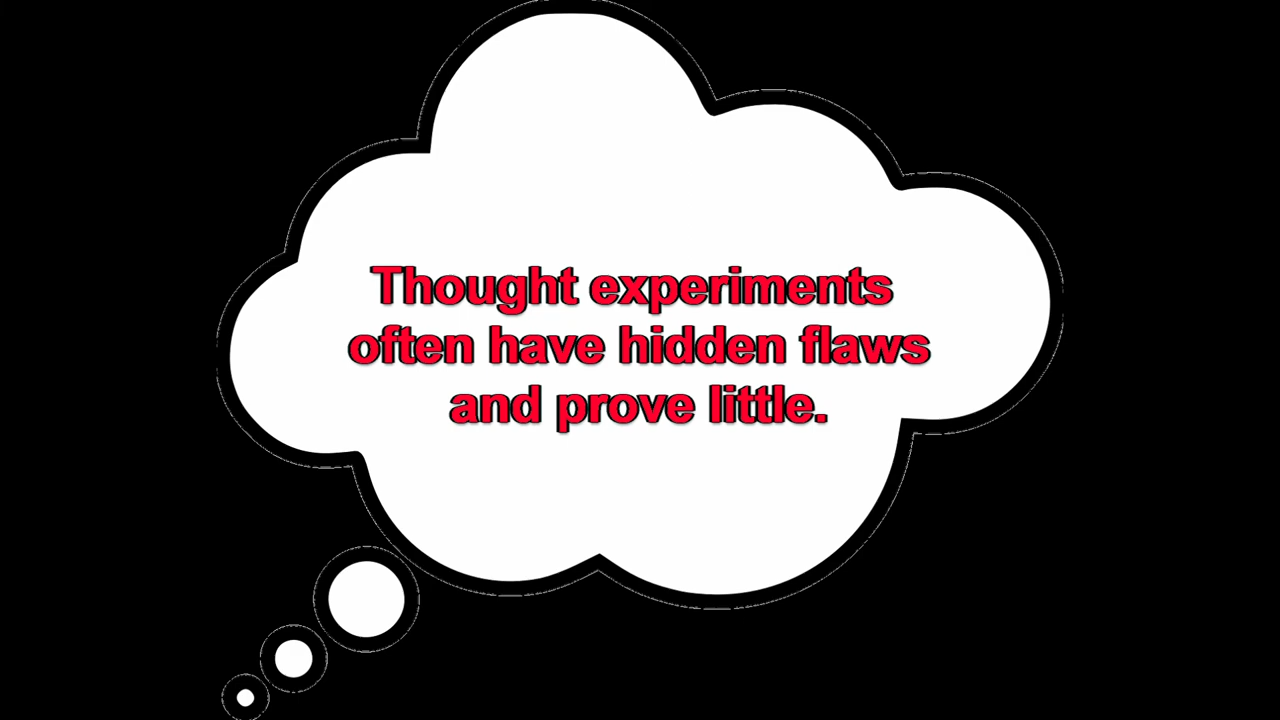 Thought experiments
often have hidden flaws
and prove little.